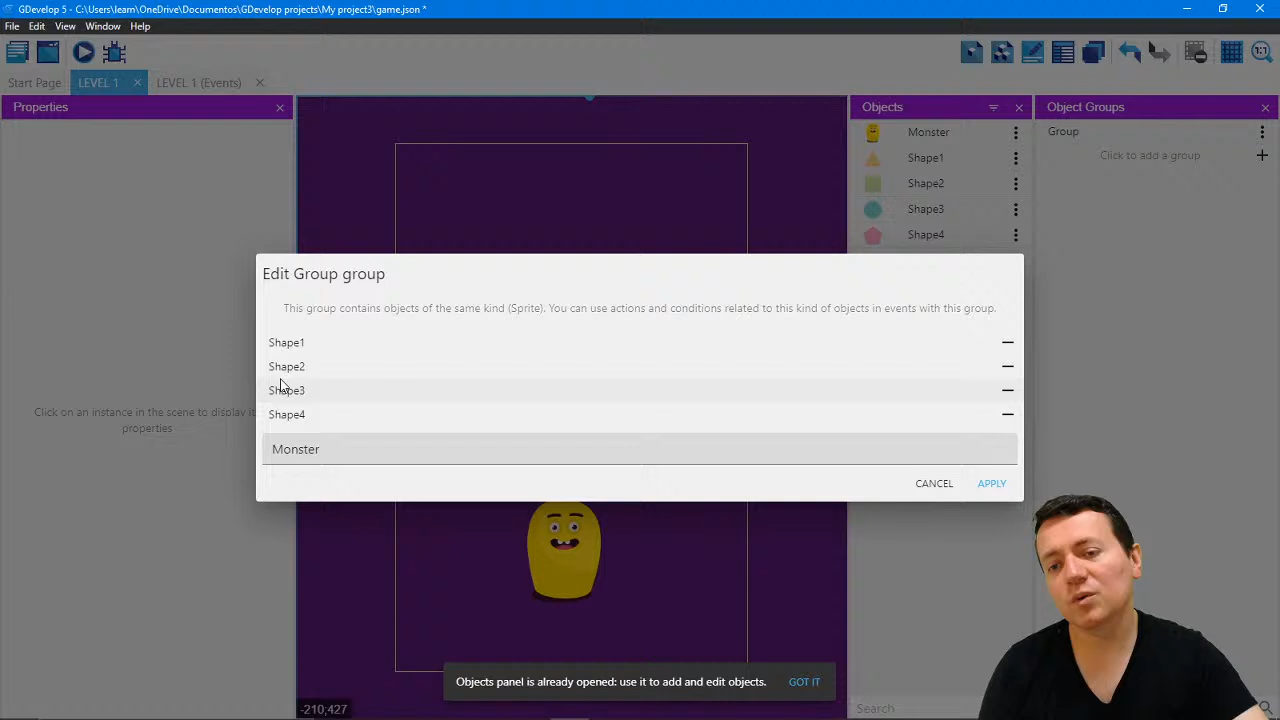 GDevelop 5 - C:\Users\learn\OneDrive\Documentos\GDevelop projects\My project3\game.json *
File Edit View Window Help
Start Page LEVEL 1 LEVEL 1 (Events)
Properties
Objects
Object Groups
Monster
Group
Click to add a group
Shape1
Shape2
Shape3
Shape4
Edit Group group
This group contains objects of the same kind (Sprite). You can use actions and conditions related to this kind of objects in events with this group.
Shape1
Shape2
Shape3
Shape4
Monster
CANCEL APPLY
Click on an instance in the scene to display it
properties
Objects panel is already opened: use it to add and edit objects. GOT IT
-210;427
Search
1:1